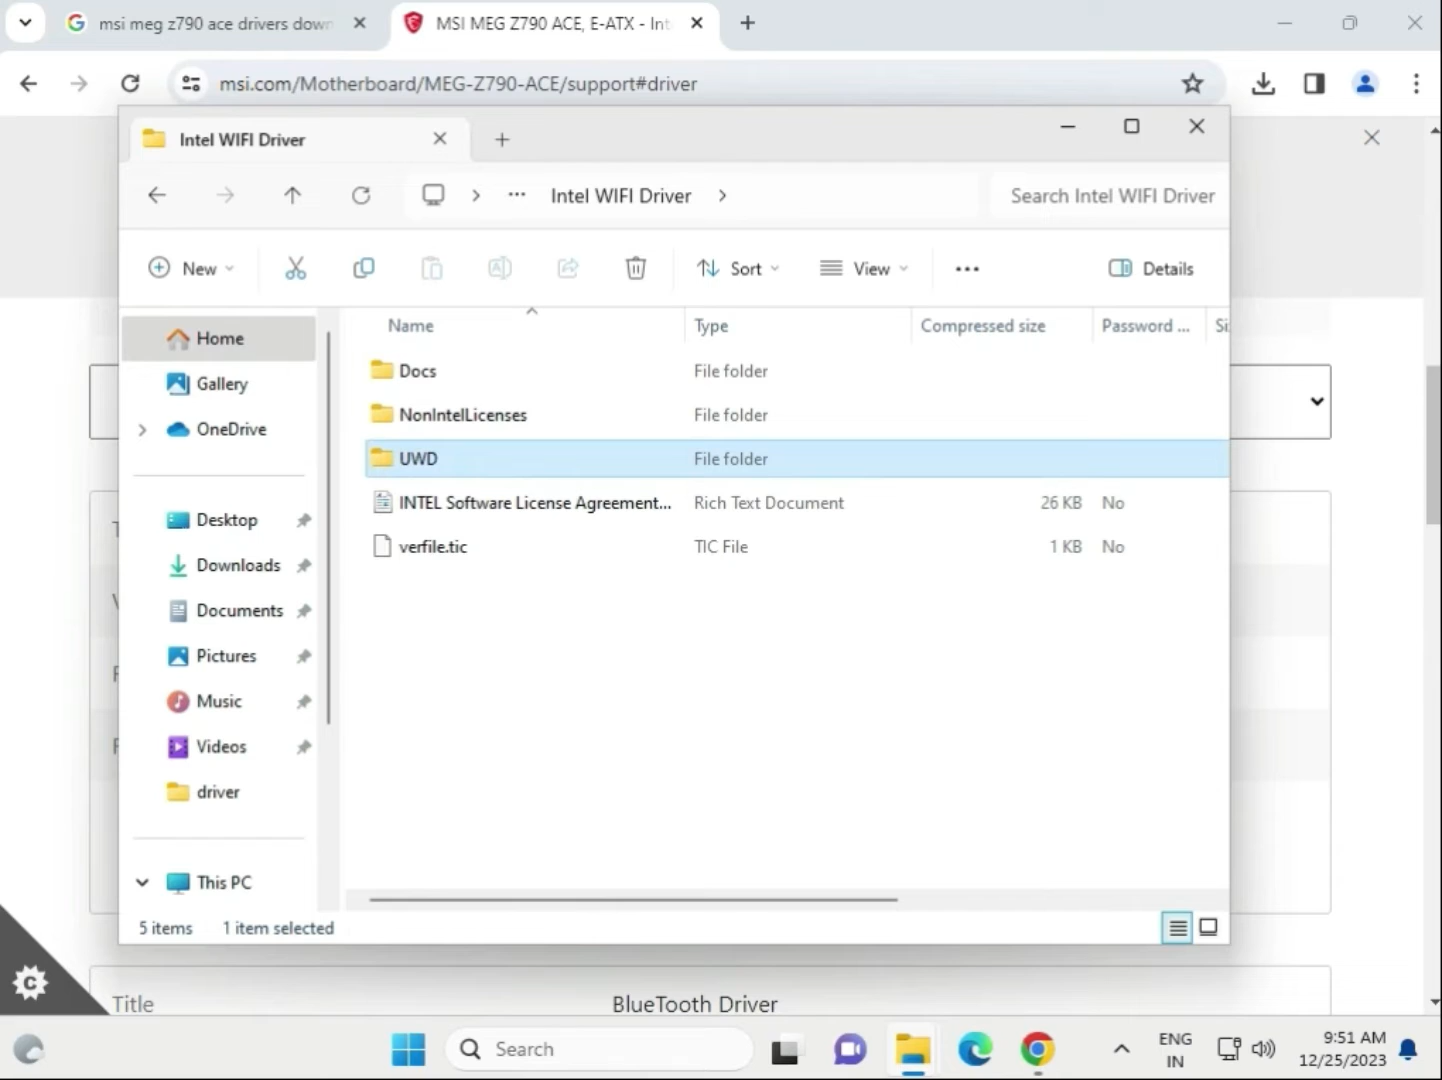 msi meg z790 ace drivers down
MSI MEG Z790 ACE, E-ATX - Int
msi.com/Motherboard/MEG-Z790-ACE/support#driver
Intel WIFI Driver
Intel WIFI Driver
Search Intel WIFI Driver
New
Sort
View
Details
Name
Type
Compressed size
Password ...
Si
Home
Gallery
OneDrive
Desktop
Downloads
Documents
Pictures
Music
Videos
driver
This PC
Docs File folder
NonIntelLicenses File folder
UWD File folder
INTEL Software License Agreement... Rich Text Document 26 KB No
verfile.tic TIC File 1 KB No
5 items 1 item selected
Title BlueTooth Driver
Search
ENG
IN
9:51 AM
12/25/2023